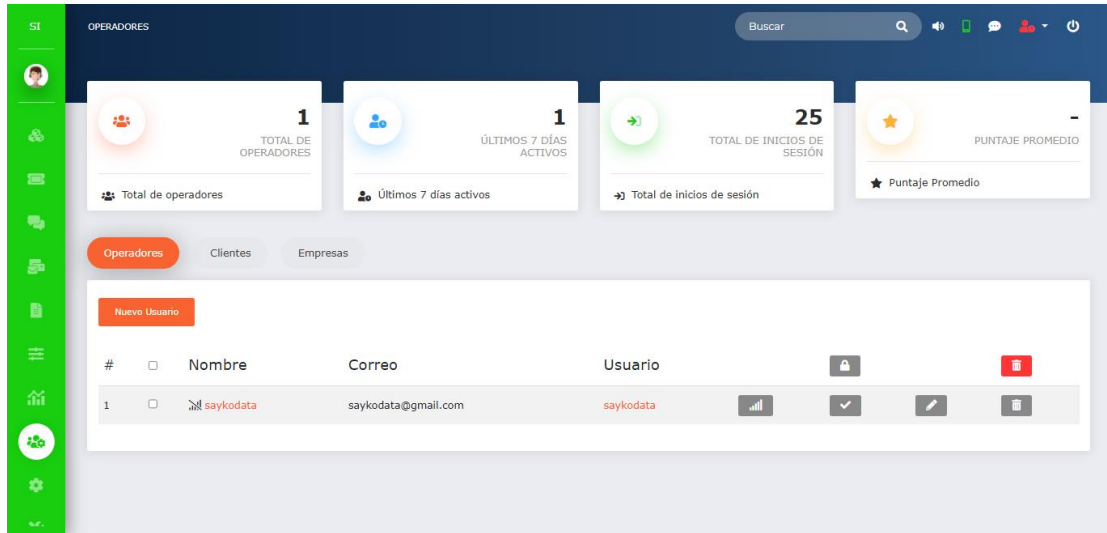 SI
OPERADORES
Buscar
1
TOTAL DE
OPERADORES
Total de operadores
1
ÚLTIMOS 7 DÍAS
ACTIVOS
Últimos 7 días activos
25
TOTAL DE INICIOS DE
SESIÓN
Total de inicios de sesión
-
PUNTAJE PROMEDIO
Puntaje Promedio
Operadores Clientes Empresas
Nuevo Usuario
# Nombre Correo Usuario
1 saykodata saykodata@gmail.com saykodata